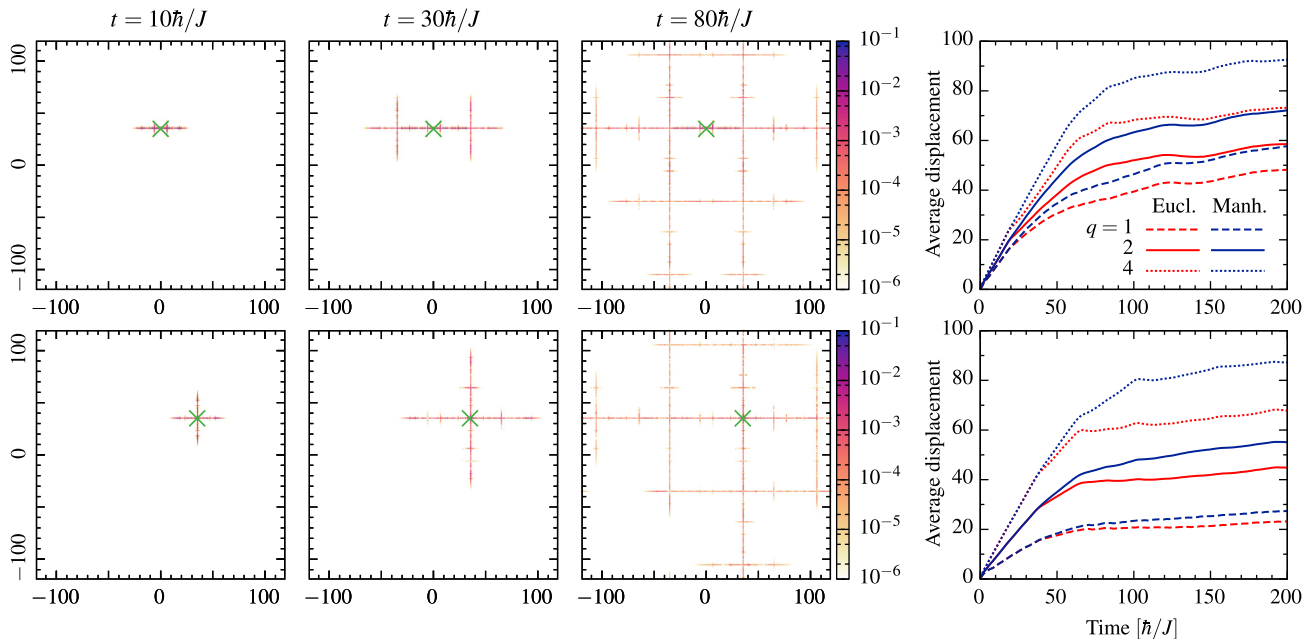 t = 10ħ/J
t = 30ħ/J
t = 80ħ/J
100
0
−100
−100 0 100
−100 0 100
−100 0 100
10⁻¹
10⁻²
10⁻³
10⁻⁴
10⁻⁵
10⁻⁶
Average displacement
100
80
60
40
20
0
0 50 100 150 200
Eucl. Manh.
q = 1
2
4
100
0
−100
−100 0 100
−100 0 100
−100 0 100
10⁻¹
10⁻²
10⁻³
10⁻⁴
10⁻⁵
10⁻⁶
Average displacement
100
80
60
40
20
0
0 50 100 150 200
Time [ħ/J]